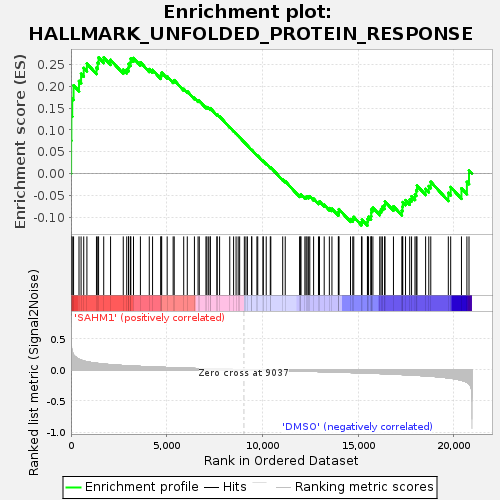 Enrichment plot:
HALLMARK_UNFOLDED_PROTEIN_RESPONSE
Enrichment score (ES)
0.25
0.20
0.15
0.10
0.05
0.00
-0.05
-0.10
'SAHM1' (positively correlated)
Ranked list metric (Signal2Noise)
0.5
0.0
-0.5
-1.0
Zero cross at 9037
'DMSO' (negatively correlated)
0
5,000
10,000
15,000
20,000
Rank in Ordered Dataset
Enrichment profile
Hits
Ranking metric scores